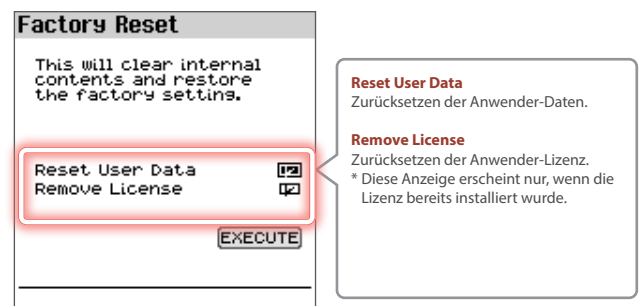 Factory Reset
This will clear internal
contents and restore
the factory setting.
Reset User Data
Remove License
EXECUTE
Reset User Data
Zurücksetzen der Anwender-Daten.
Remove License
Zurücksetzen der Anwender-Lizenz.
* Diese Anzeige erscheint nur, wenn die
Lizenz bereits installiert wurde.